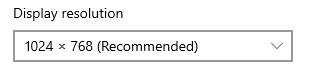 Display resolution
1024 × 768 (Recommended)